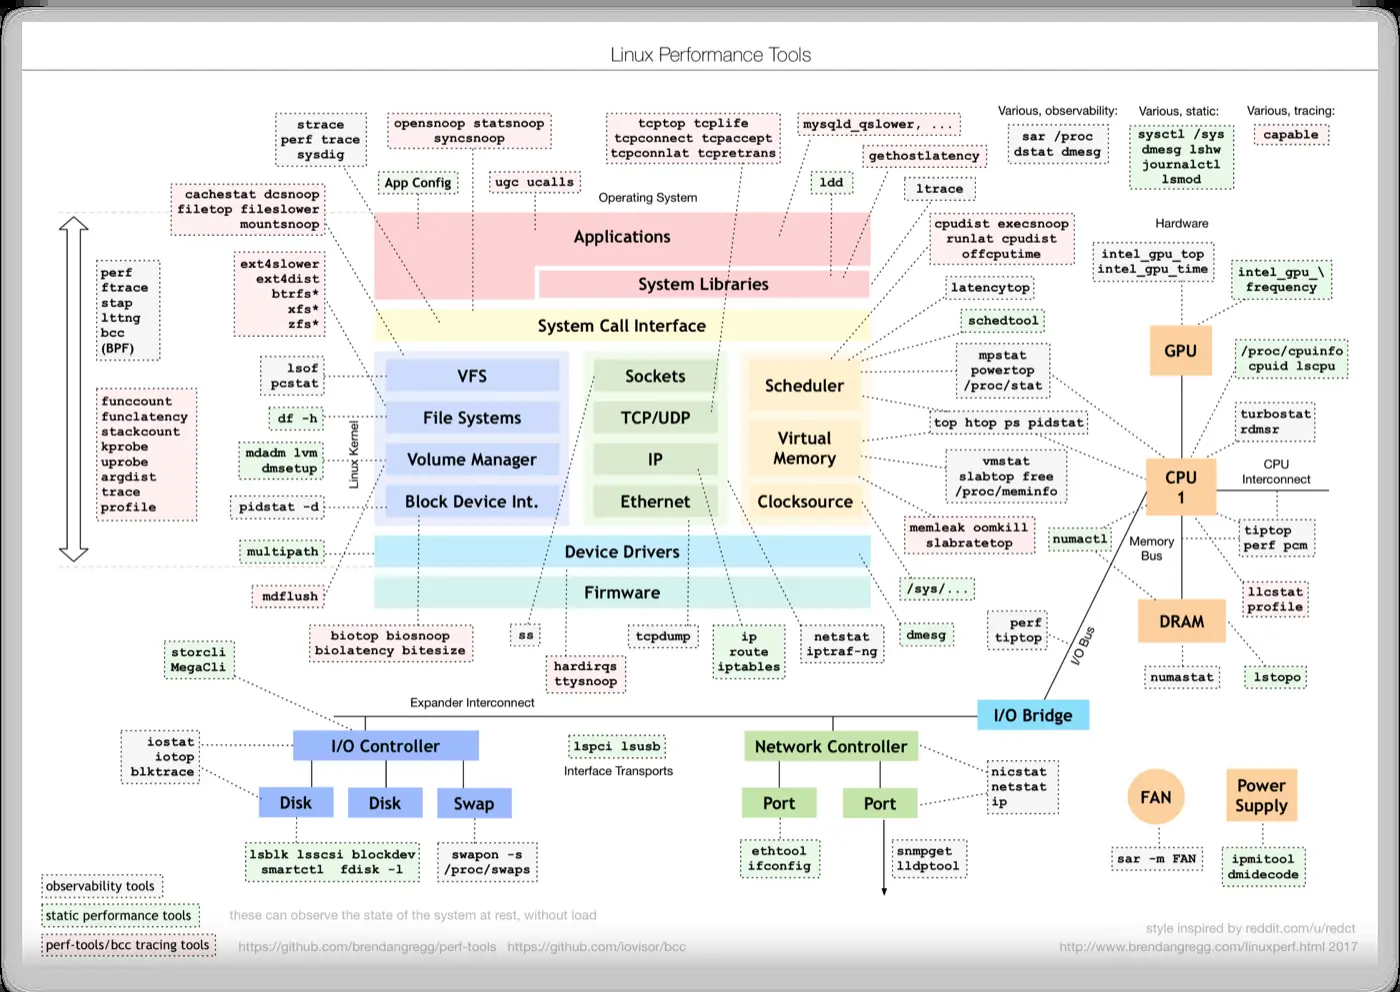 Linux Performance Tools
strace
perf trace
sysdig
opensnoop statsnoop
syncsnoop
tcptop tcplife
tcpconnect tcpaccept
tcpconnlat tcpretrans
mysqld_qslower, ...
gethostlatency
Various, observability:
sar /proc
dstat dmesg
Various, static:
sysctl /sys
dmesg lshw
journalctl
lsmod
Various, tracing:
capable
App Config
ugc ucalls
ldd
ltrace
cachestat dcsnoop
filetop fileslower
mountsnoop
Operating System
Hardware
Applications
System Libraries
System Call Interface
cpudist execsnoop
runlat cpudist
offcputime
intel_gpu_top
intel_gpu_time
intel_gpu_\
frequency
perf
ftrace
stap
lttng
bcc
(BPF)
ext4slower
ext4dist
btrfs*
xfs*
zfs*
latencytop
schedtool
GPU
/proc/cpuinfo
cpuid lscpu
lsof
pcstat
VFS
Sockets
Scheduler
mpstat
powertop
/proc/stat
funccount
funclatency
stackcount
kprobe
uprobe
argdist
trace
profile
df -h
File Systems
TCP/UDP
top htop ps pidstat
turbostat
rdmsr
Linux Kernel
mdadm lvm
dmsetup
Volume Manager
IP
Virtual
Memory
vmstat
slabtop free
/proc/meminfo
CPU
1
CPU
Interconnect
pidstat -d
Block Device Int.
Ethernet
Clocksource
memleak oomkill
slabratetop
numactl
Memory
Bus
tiptop
perf pcm
multipath
Device Drivers
mdflush
Firmware
/sys/...
llcstat
profile
biotop biosnoop
biolatency bitesize
ss
hardirqs
ttysnoop
tcpdump
ip
route
iptables
netstat
iptraf-ng
dmesg
perf
tiptop
I/O Bus
DRAM
numastat
lstopo
storcli
MegaCli
Expander Interconnect
I/O Bridge
iostat
iotop
blktrace
I/O Controller
lspci lsusb
Interface Transports
Network Controller
nicstat
netstat
ip
Disk
Disk
Swap
Port
Port
FAN
Power
Supply
lsblk lsscsi blockdev
smartctl fdisk -l
swapon -s
/proc/swaps
ethtool
ifconfig
snmpget
lldptool
sar -m FAN
ipmitool
dmidecode
observability tools
static performance tools
these can observe the state of the system at rest, without load
perf-tools/bcc tracing tools
https://github.com/brendangregg/perf-tools https://github.com/iovisor/bcc
style inspired by reddit.com/u/redct
http://www.brendangregg.com/linuxperf.html 2017